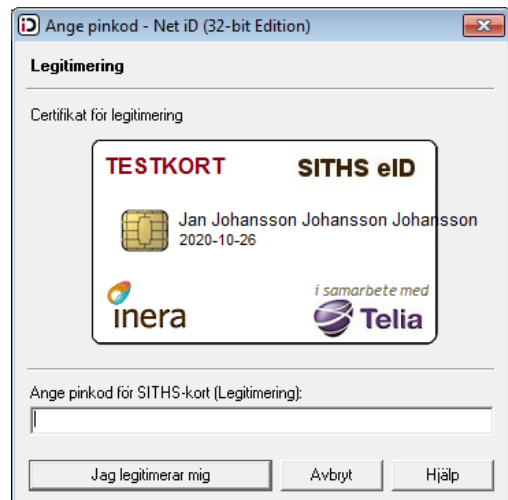 Ange pinkod - Net iD (32-bit Edition)
Legitimering
Certifikat för legitimering
TESTKORT SITHS eID
Jan Johansson Johansson Johansson
2020-10-26
i samarbete med
inera Telia
Ange pinkod för SITHS-kort (Legitimering):
Jag legitimerar mig Avbryt Hjälp